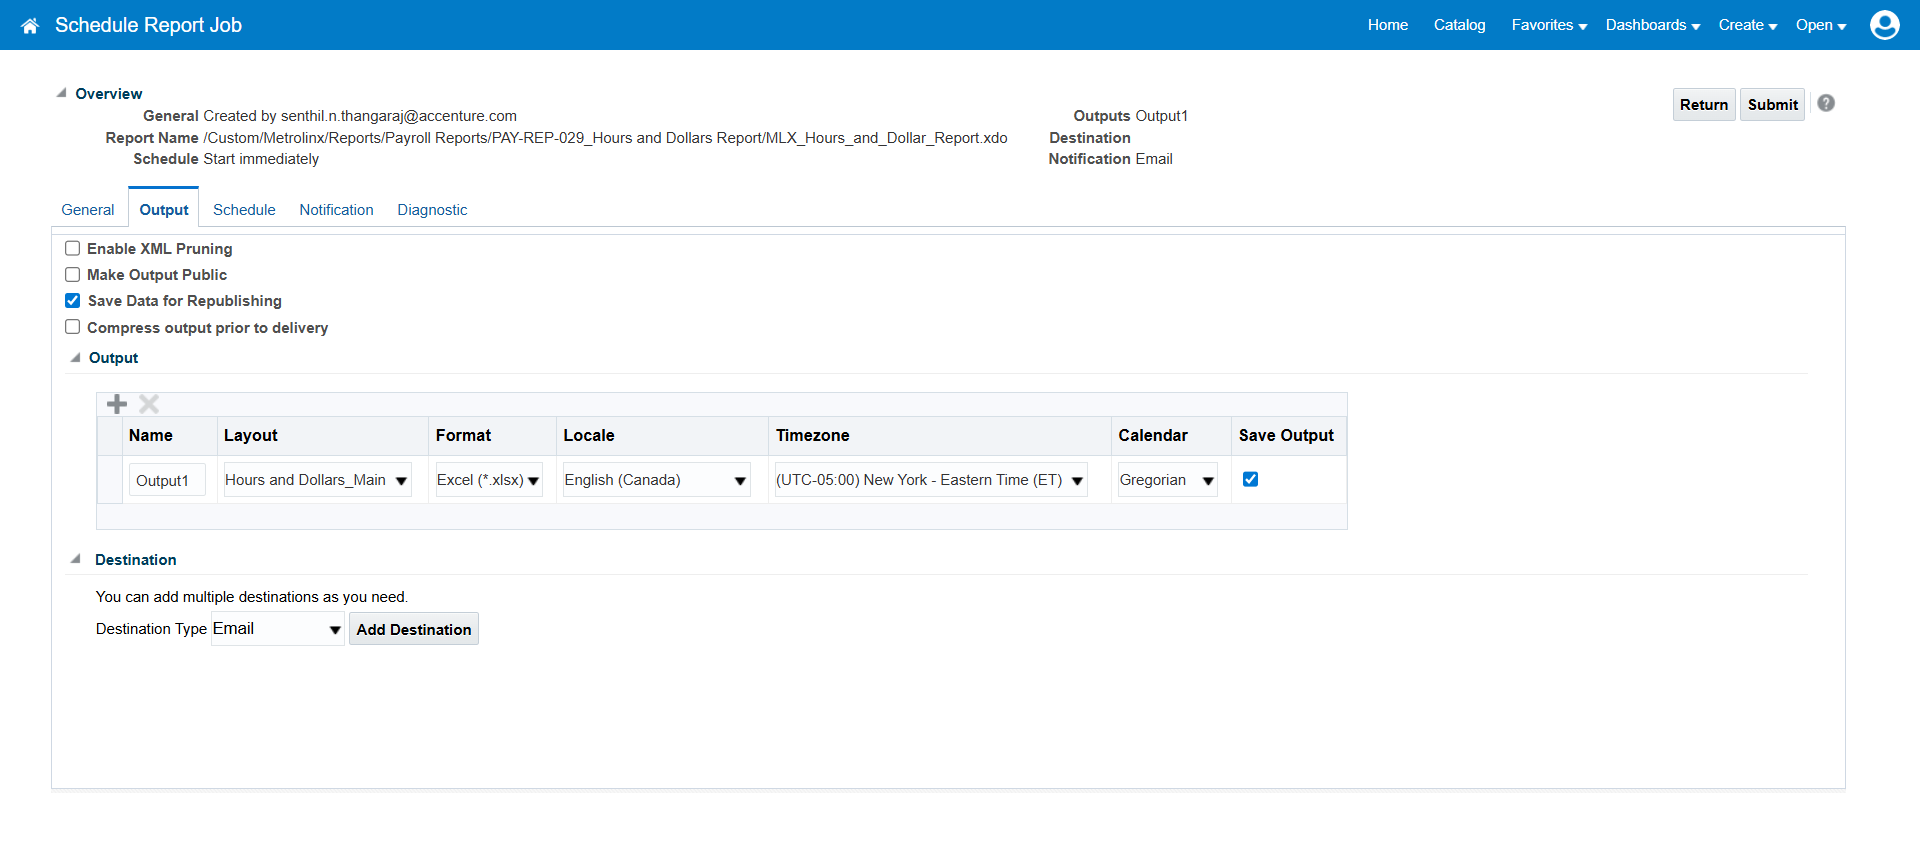 Schedule Report Job
Home Catalog Favorites Dashboards Create Open
Overview
Return Submit ?
General Created by senthil.n.thangaraj@accenture.com
Outputs Output1
Report Name /Custom/Metrolinx/Reports/Payroll Reports/PAY-REP-029_Hours and Dollars Report/MLX_Hours_and_Dollar_Report.xdo
Destination
Schedule Start immediately
Notification Email
General Output Schedule Notification Diagnostic
Enable XML Pruning
Make Output Public
Save Data for Republishing
Compress output prior to delivery
Output
Name Layout Format Locale Timezone Calendar Save Output
Output1 Hours and Dollars_Main Excel (*.xlsx) English (Canada) (UTC-05:00) New York - Eastern Time (ET) Gregorian
Destination
You can add multiple destinations as you need.
Destination Type Email Add Destination